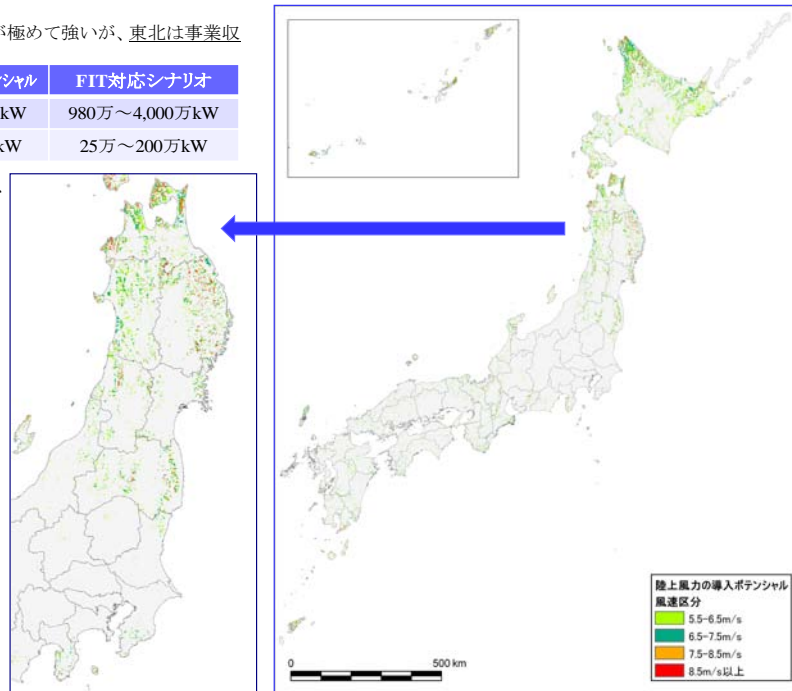 が極めて強いが、東北は事業収
ンシャル FIT対応シナリオ
kW 980万～4,000万kW
kW 25万～200万kW
陸上風力の導入ポテンシャル
風速区分
5.5-6.5m/s
6.5-7.5m/s
7.5-8.5m/s
8.5m/s以上
0 500 km